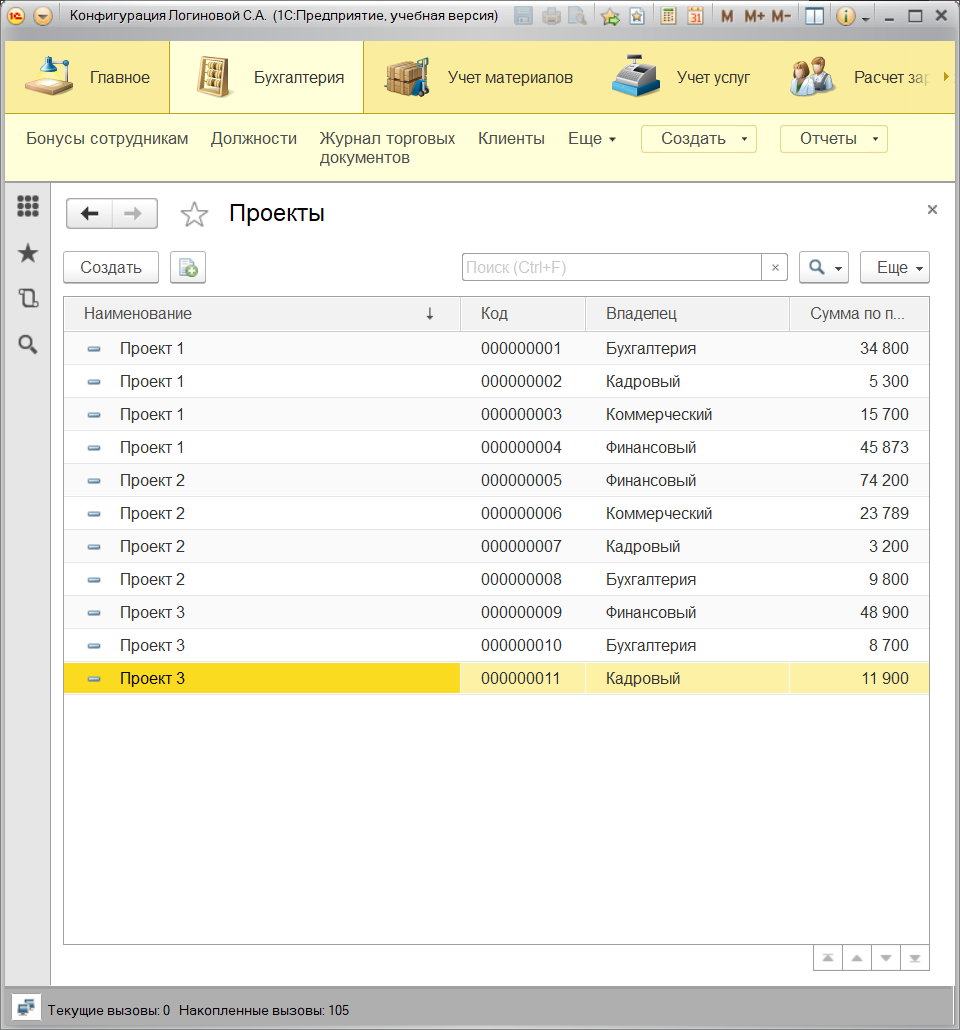 Конфигурация Логиновой С.А. (1С:Предприятие, учебная версия) M M+ M-
Главное Бухгалтерия Учет материалов Учет услуг Расчет зар
Бонусы сотрудникам Должности Журнал торговых документов Клиенты Еще Создать Отчеты
Проекты
Создать Поиск (Ctrl+F) Еще
Наименование Код Владелец Сумма по п...
Проект 1 000000001 Бухгалтерия 34 800
Проект 1 000000002 Кадровый 5 300
Проект 1 000000003 Коммерческий 15 700
Проект 1 000000004 Финансовый 45 873
Проект 2 000000005 Финансовый 74 200
Проект 2 000000006 Коммерческий 23 789
Проект 2 000000007 Кадровый 3 200
Проект 2 000000008 Бухгалтерия 9 800
Проект 3 000000009 Финансовый 48 900
Проект 3 000000010 Бухгалтерия 8 700
Проект 3 000000011 Кадровый 11 900
Текущие вызовы: 0 Накопленные вызовы: 105